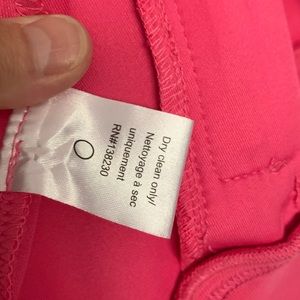 Dry clean only/
Nettoyage à sec
uniquement
RN#138230